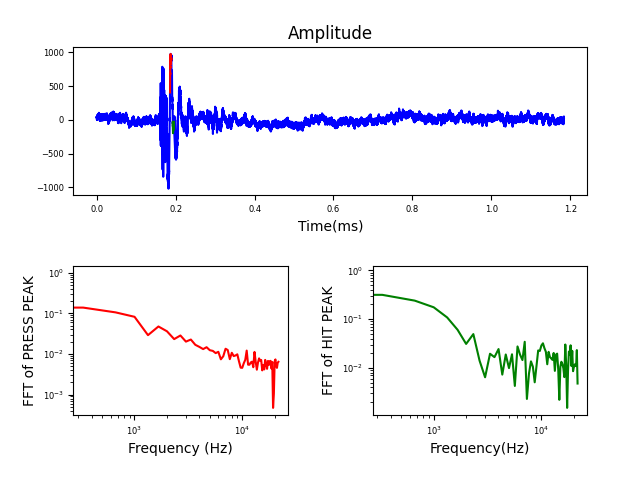 Amplitude
1000
500
0
−500
−1000
0.0 0.2 0.4 0.6 0.8 1.0 1.2
Time(ms)
FFT of PRESS PEAK
10⁰
10⁻¹
10⁻²
10⁻³
10³ 10⁴
Frequency (Hz)
FFT of HIT PEAK
10⁰
10⁻¹
10⁻²
10³ 10⁴
Frequency(Hz)